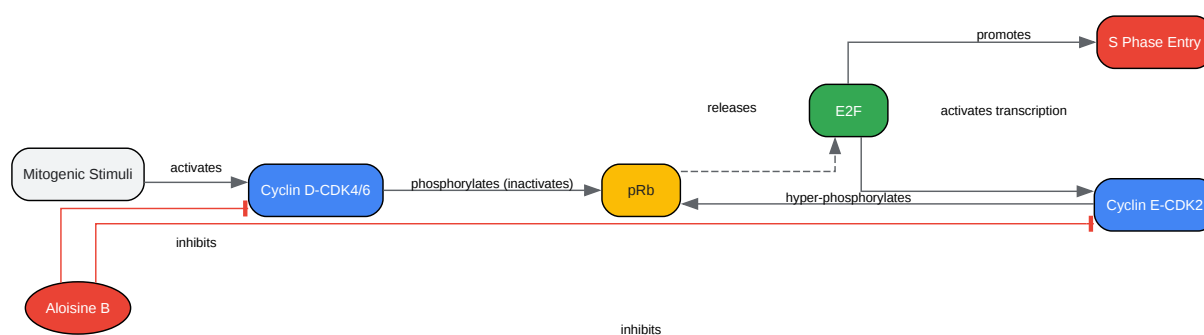 promotes
S Phase Entry
releases
E2F
activates transcription
Mitogenic Stimuli
activates
Cyclin D-CDK4/6
phosphorylates (inactivates)
pRb
hyper-phosphorylates
Cyclin E-CDK2
inhibits
Aloisine B
inhibits